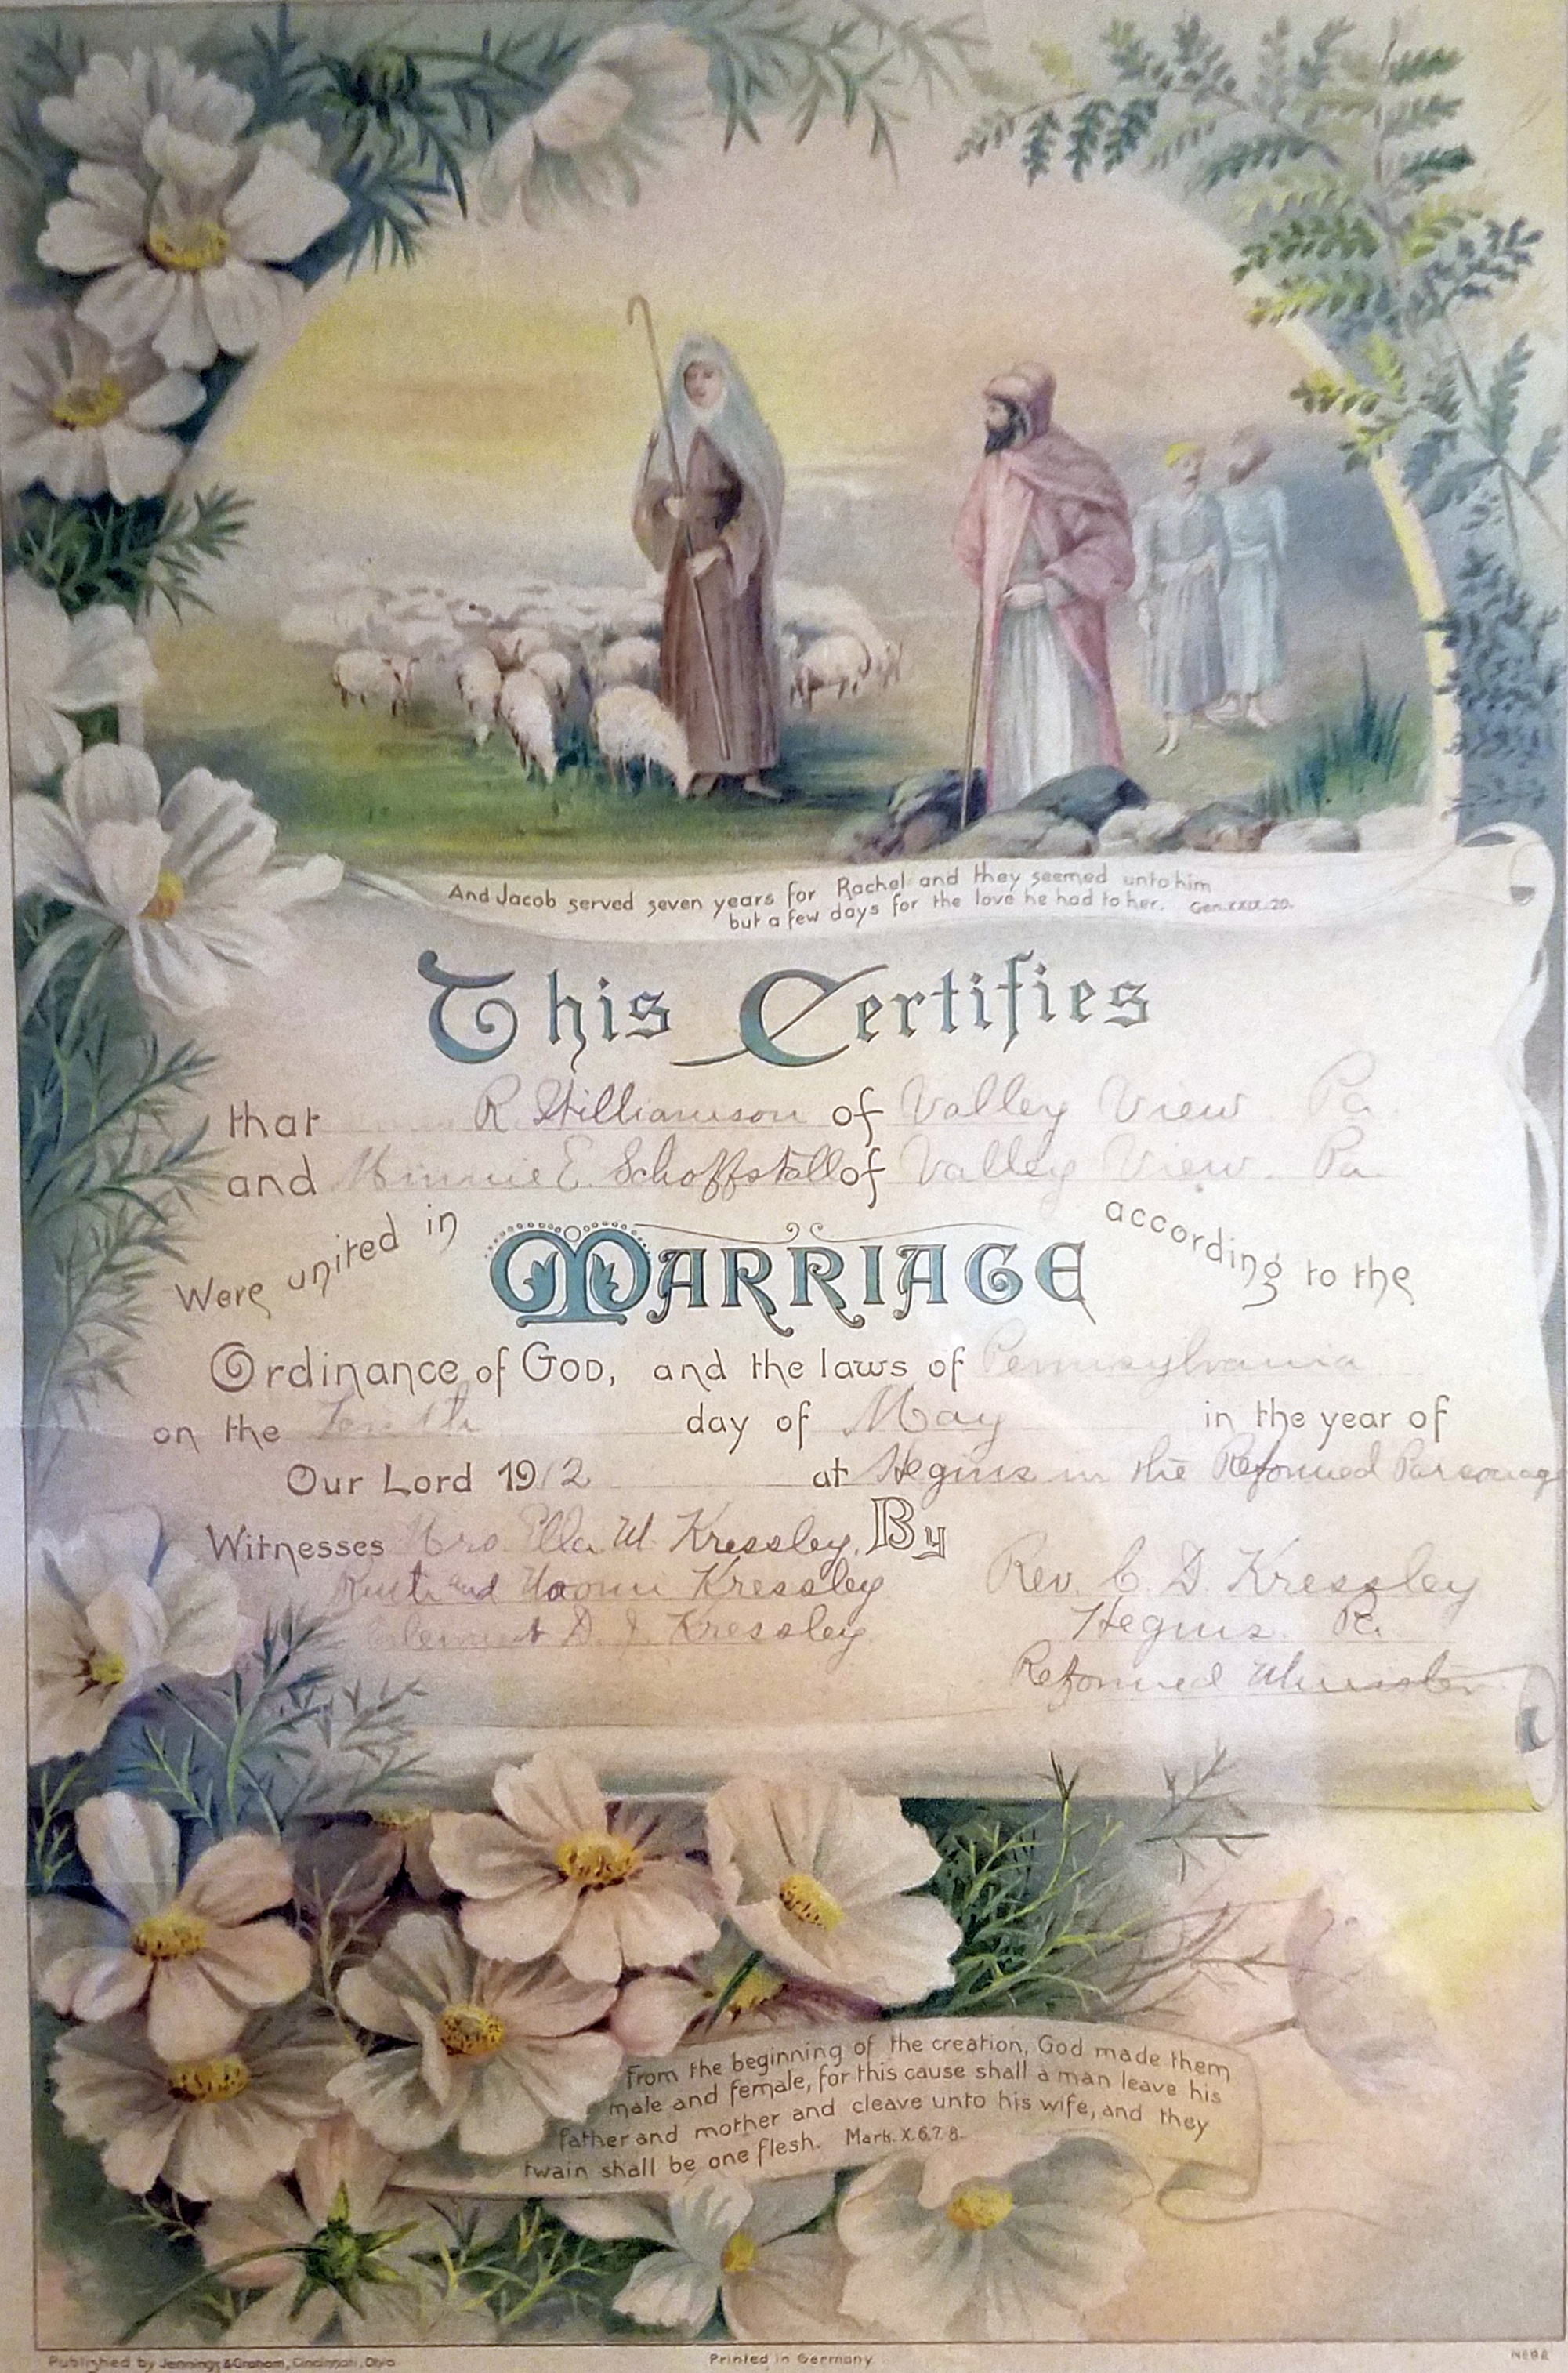 And Jacob served seven years for Rachel and they seemed unto him
but a few days for the love he had to her. Gen. XXIX. 20.
This Certifies
that R Williamson of Valley View Pa.
and Minnie E. Schoffstall of Valley View. Pa.
Were united in MARRIAGE according to the
Ordinance of GOD, and the laws of Pennsylvania
on the Tenth day of May in the year of
Our Lord 1912 at Hegins in the Reformed Parsonage
Witnesses Mrs. Ella M. Kressley. By
Ruth and Naomi Kressley Rev. C. D. Kressley
Clement D. J. Kressley Hegins. Pa.
Reformed Minister
From the beginning of the creation, God made them
male and female, for this cause shall a man leave his
father and mother and cleave unto his wife, and they
twain shall be one flesh. Mark. X. 6. 7. 8.
Published by Jennings & Graham, Cincinnati, Ohio. Printed in Germany